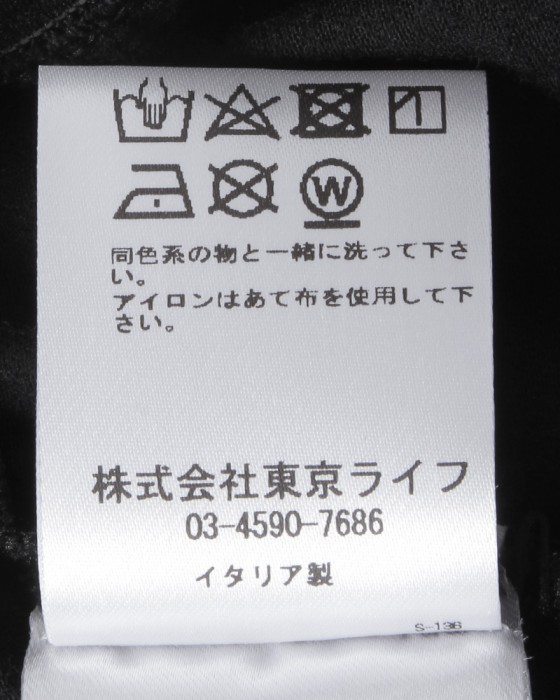 W
同色系の物と一緒に洗って下さ
い。
アイロンはあて布を使用して下
さい。
株式会社東京ライフ
03-4590-7686
イタリア製
S-136